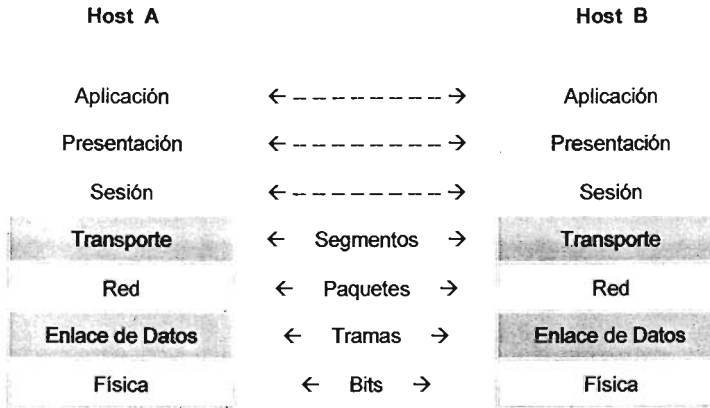 Host A Host B
Aplicación ← – – – – – – – – – → Aplicación
Presentación ← – – – – – – – – – → Presentación
Sesión ← – – – – – – – – – → Sesión
Transporte ← Segmentos → Transporte
Red ← Paquetes → Red
Enlace de Datos ← Tramas → Enlace de Datos
Física ← Bits → Física